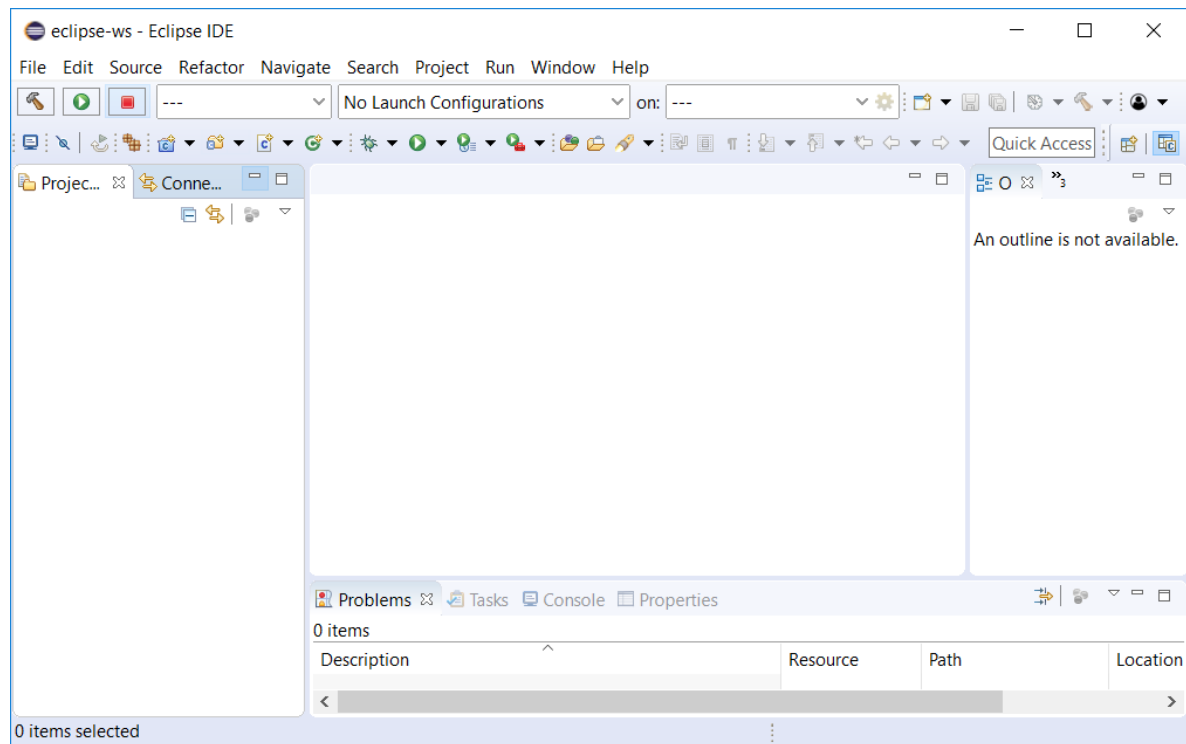 eclipse-ws - Eclipse IDE
File Edit Source Refactor Navigate Search Project Run Window Help
--- No Launch Configurations on: ---
Quick Access
Projec... Conne... O »3
An outline is not available.
Problems Tasks Console Properties
0 items
Description Resource Path Location
0 items selected